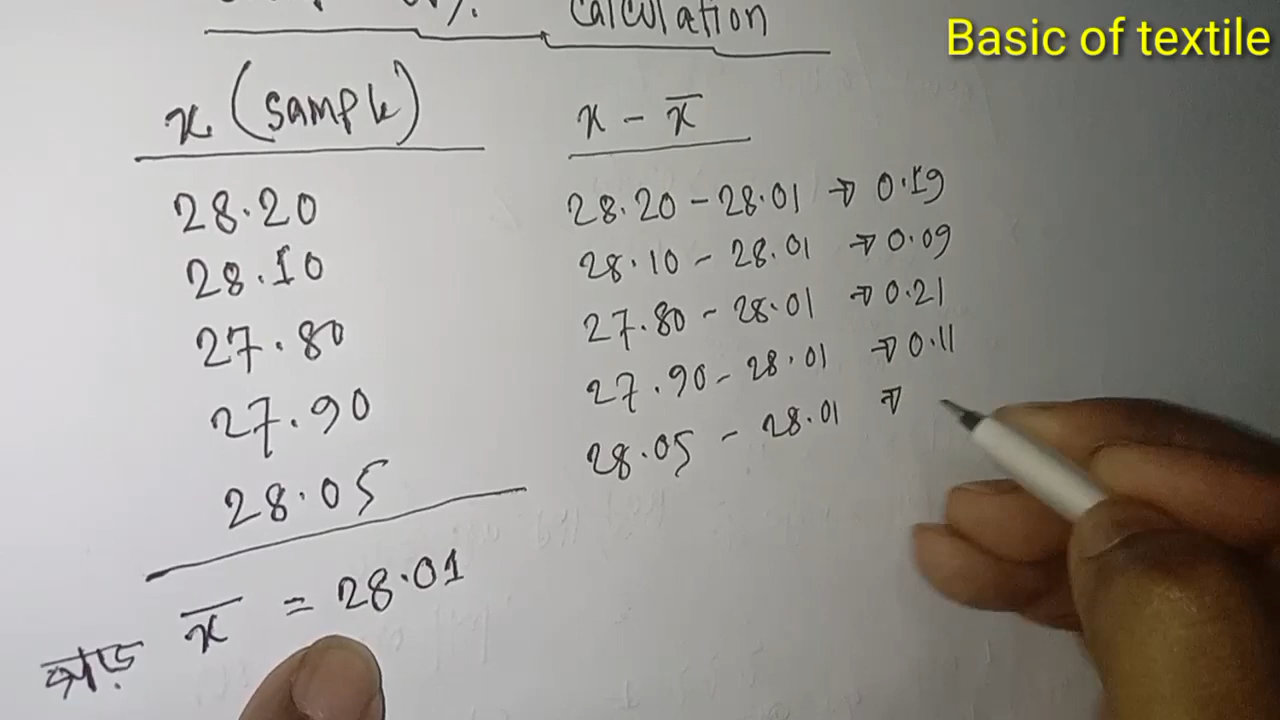 Calculation
Basic of textile
x (Sample) x - x̄
28.20 28.20 - 28.01 ⇒ 0.19
28.10 28.10 - 28.01 ⇒ 0.09
27.80 27.80 - 28.01 ⇒ 0.21
27.90 27.90 - 28.01 ⇒ 0.11
28.05 28.05 - 28.01 ⇒
x̄ = 28.01